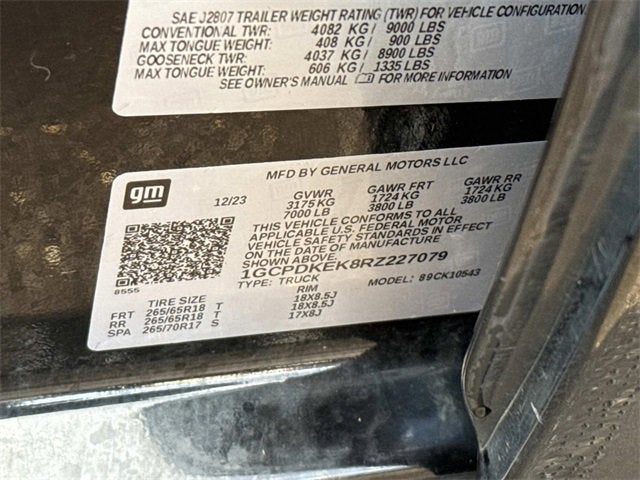 SAE J2807 TRAILER WEIGHT RATING (TWR) FOR VEHICLE CONFIGURATION
CONVENTIONAL TWR: 4082 KG/ 9000 LBS
MAX TONGUE WEIGHT: 408 KG/ 900 LBS
GOOSENECK TWR: 4037 KG/ 8900 LBS
MAX TONGUE WEIGHT: 606 KG/ 1335 LBS
SEE OWNER'S MANUAL FOR MORE INFORMATION
gm
MFD BY GENERAL MOTORS LLC
12/23 GVWR GAWR FRT GAWR RR
3175 KG 1724 KG 1724 KG
7000 LB 3800 LB 3800 LB
THIS VEHICLE CONFORMS TO ALL
APPLICABLE U.S. FEDERAL MOTOR
VEHICLE SAFETY STANDARDS IN EFFECT
ON THE DATE OF MANUFACTURE
SHOWN ABOVE.
1GCPDKEK8RZ227079
8555
TYPE: TRUCK MODEL: 89CK10543
TIRE SIZE RIM
FRT 265/65R18 T 18X8.5J
RR 265/65R18 T 18X8.5J
SPA 265/70R17 S 17X8J